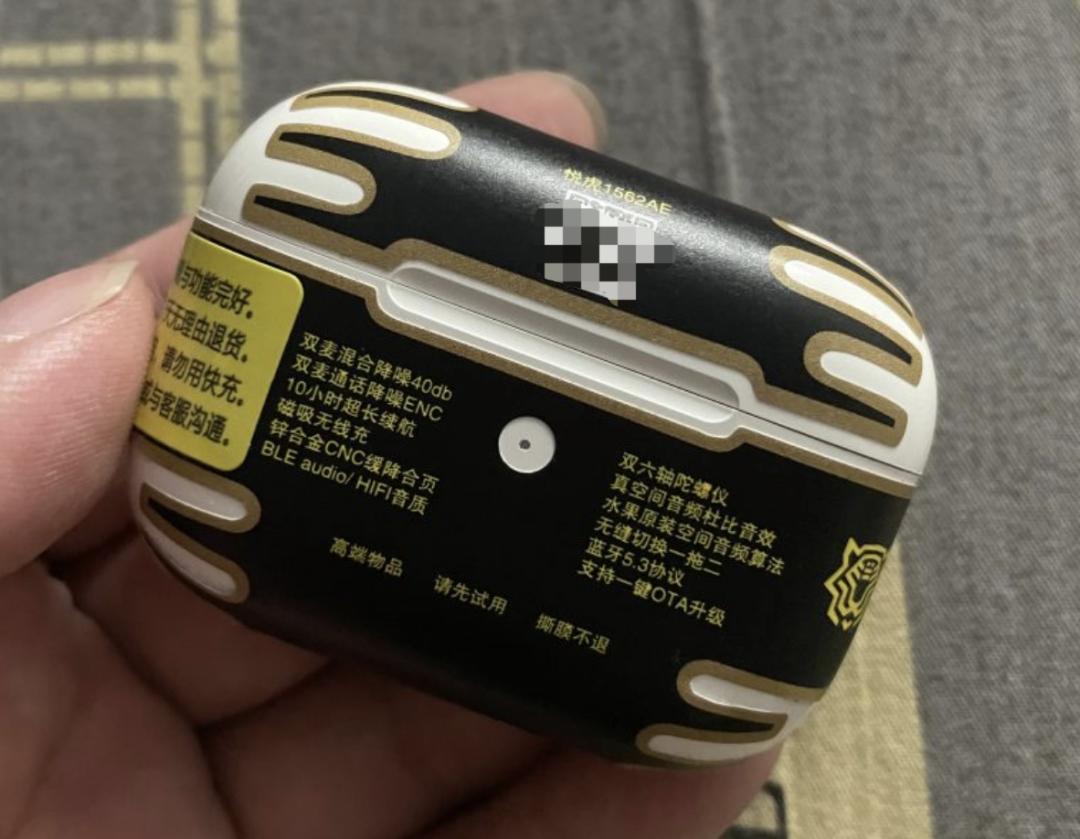 悦虎1562AE
与功能完好。
天无理由退货。
请勿用快充。
与客服沟通。
双麦混合降噪40db
双麦通话降噪ENC
10小时超长续航
磁吸无线充
锌合金CNC缓降合页
BLE audio/ HIFI音质
双六轴陀螺仪
真空间音频杜比音效
水果原装空间音频算法
无缝切换一拖二
蓝牙5.3协议
支持一键OTA升级
高端物品 请先试用 撕膜不退